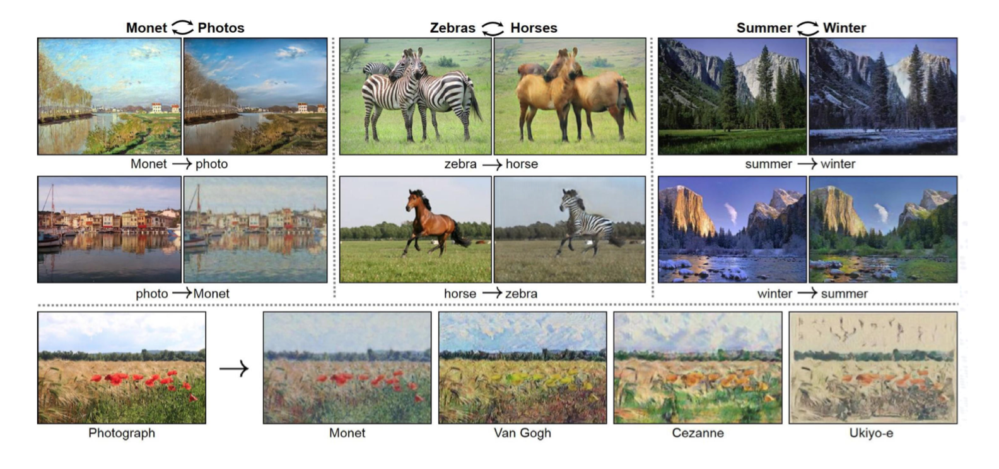 Monet Photos
Zebras Horses
Summer Winter
Monet → photo
zebra → horse
summer → winter
photo → Monet
horse → zebra
winter → summer
Photograph
Monet
Van Gogh
Cezanne
Ukiyo-e